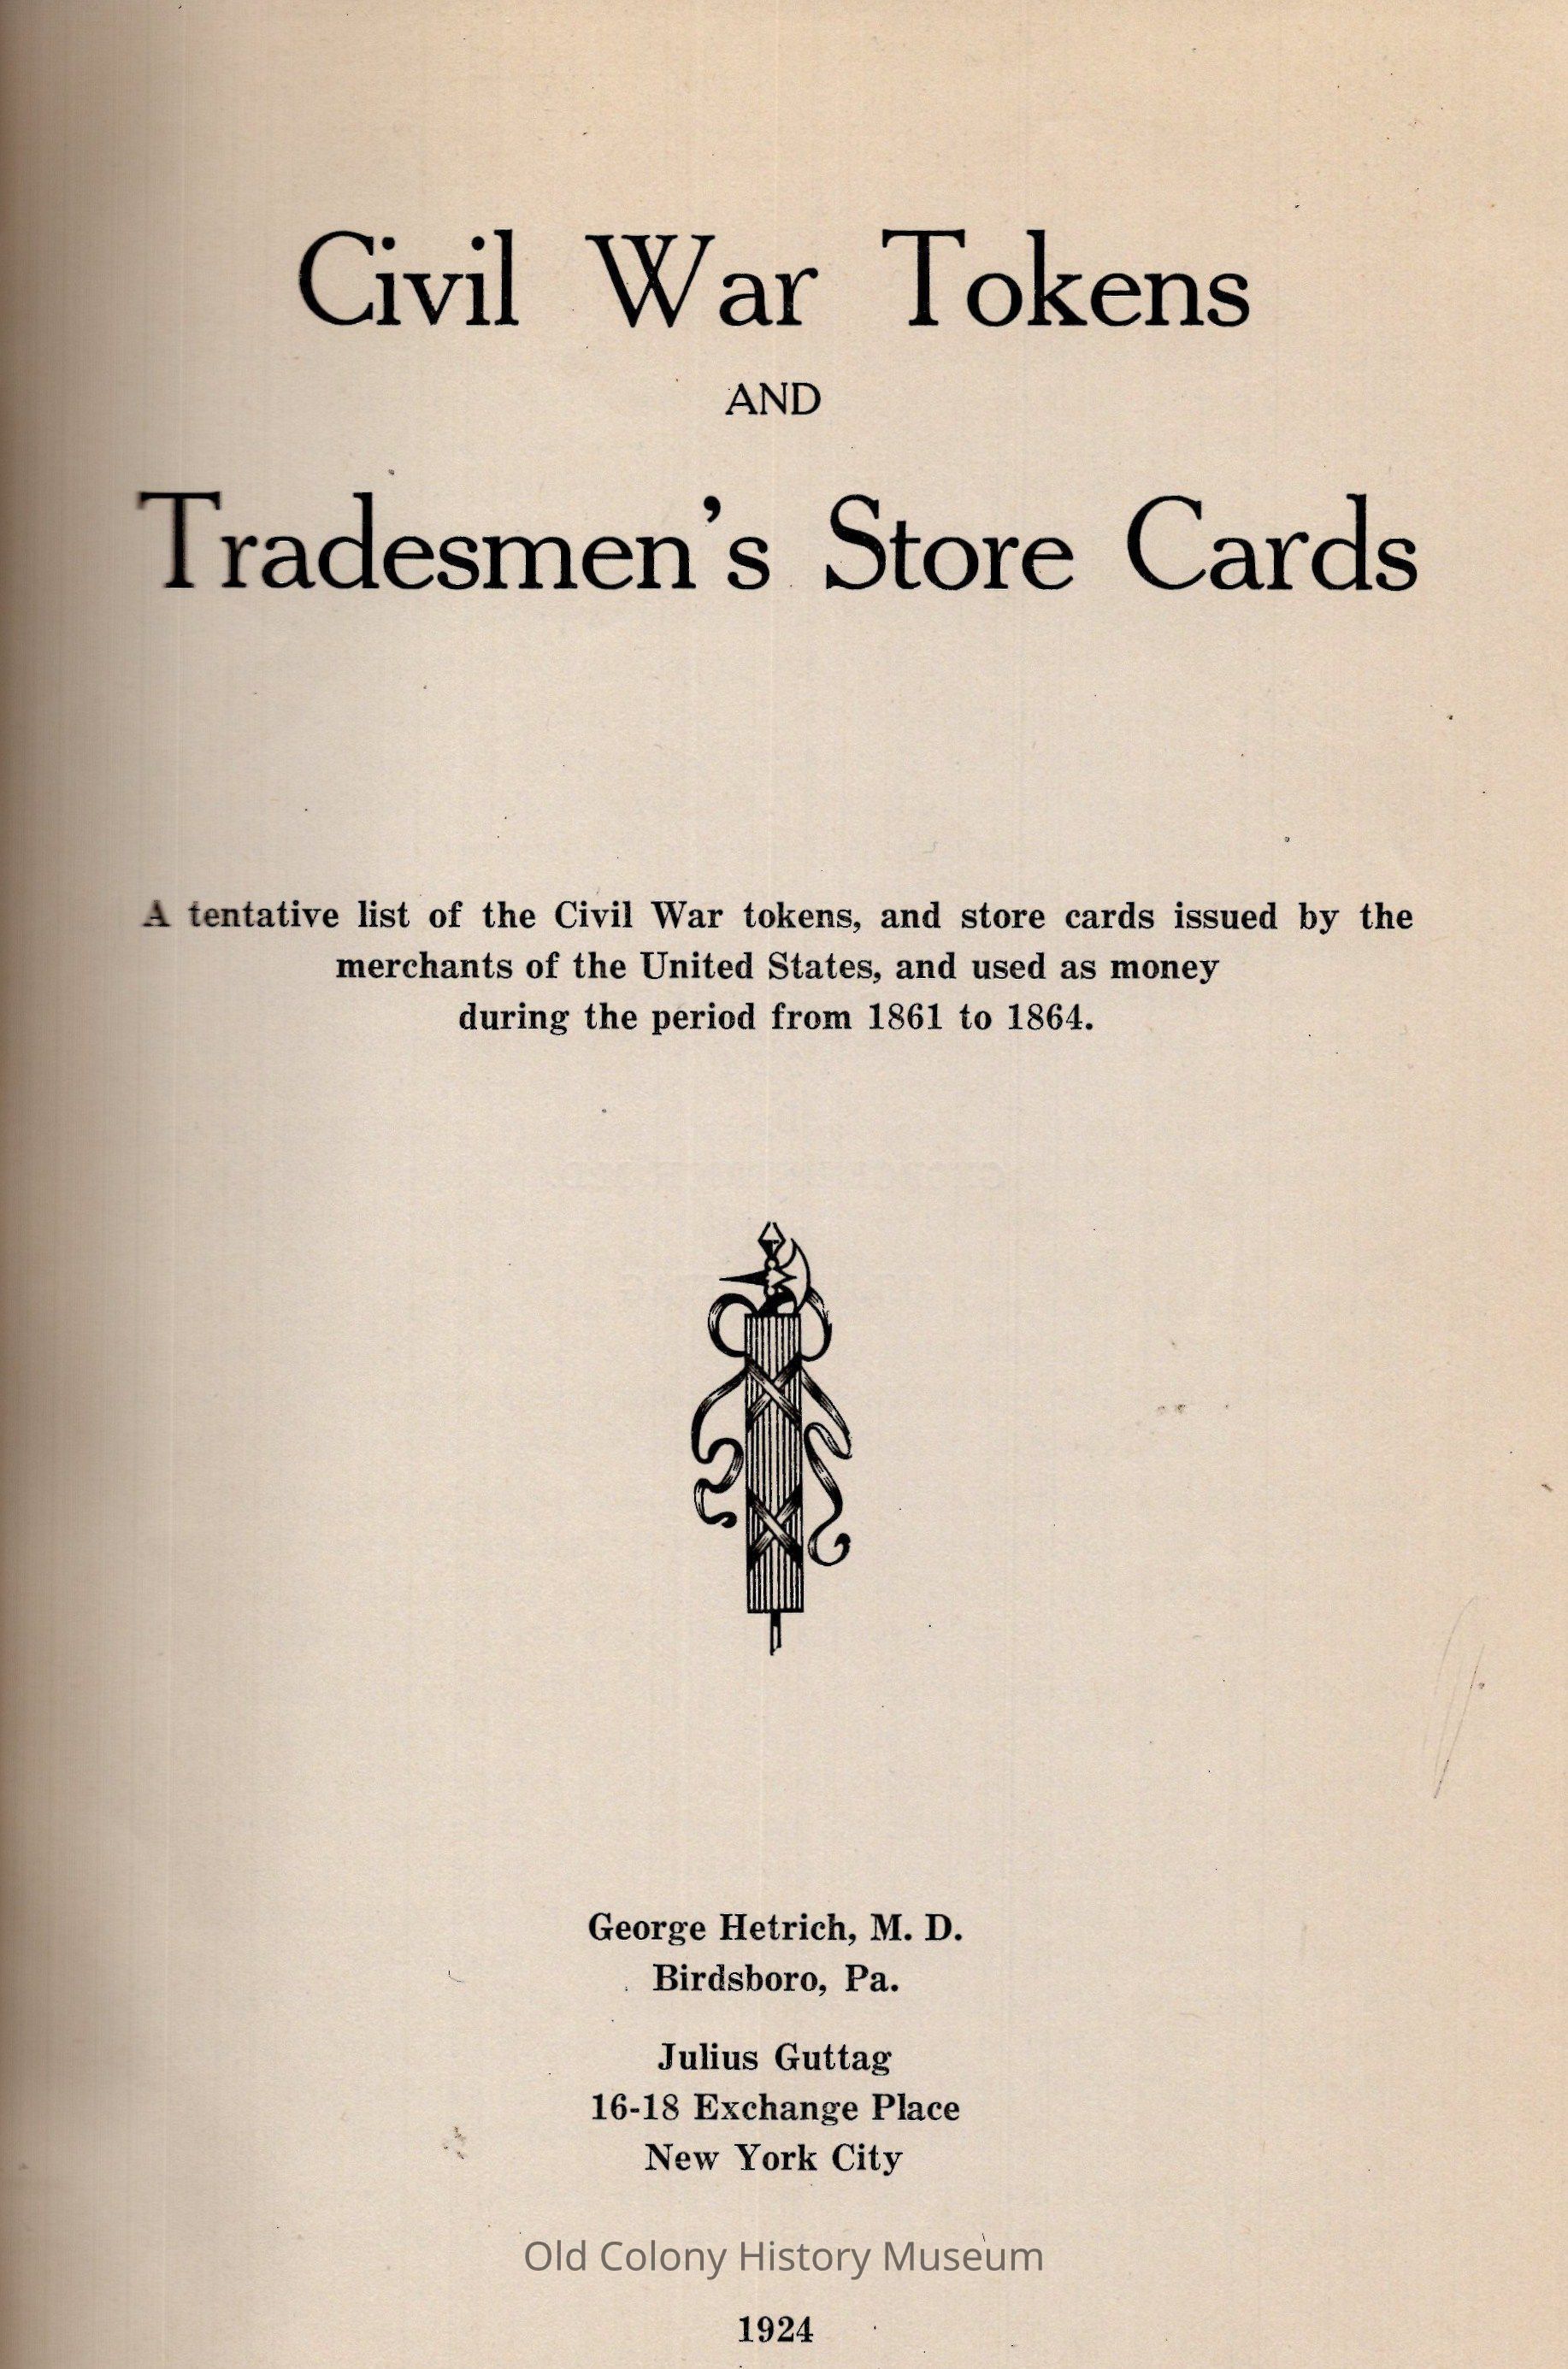 Civil War Tokens
AND
Tradesmen's Store Cards
A tentative list of the Civil War tokens, and store cards issued by the
merchants of the United States, and used as money
during the period from 1861 to 1864.
George Hetrich, M. D.
Birdsboro, Pa.
Julius Guttag
16-18 Exchange Place
New York City
Old Colony History Museum
1924